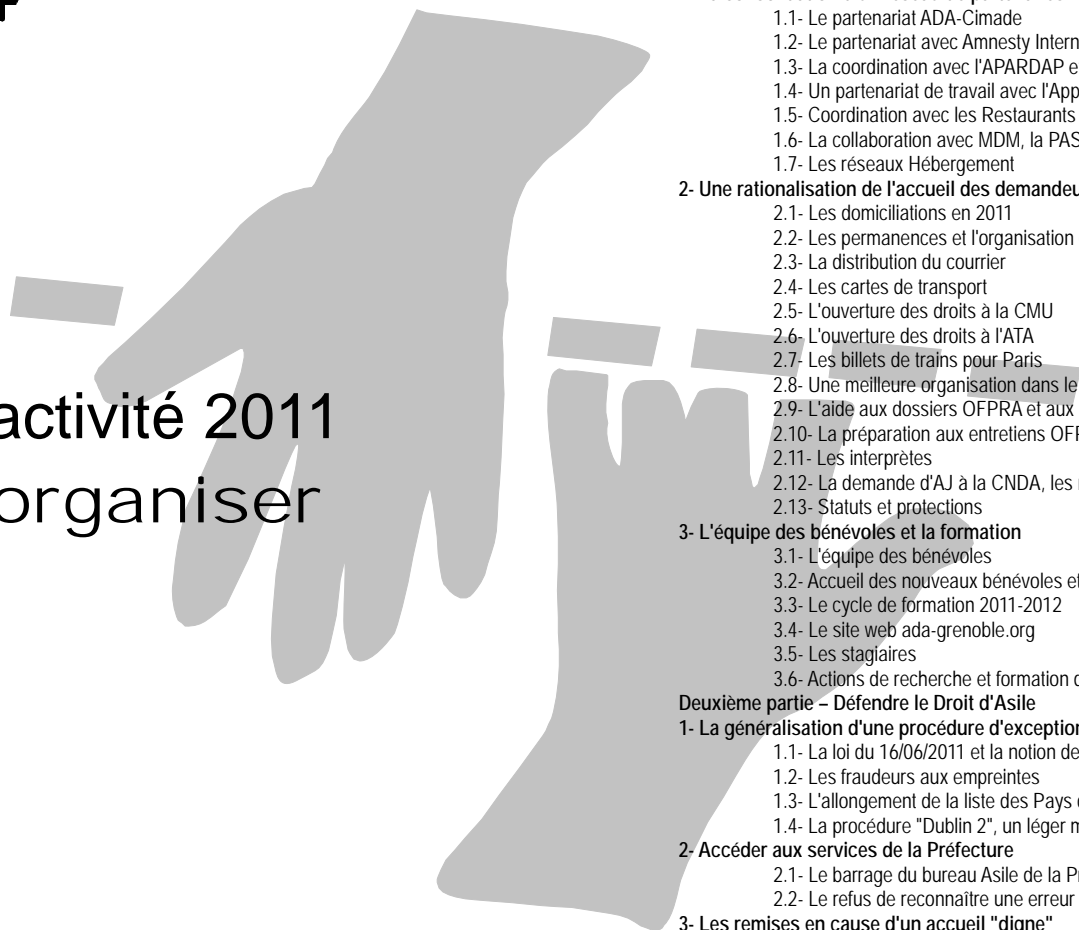 activité 2011
organiser
1.1- Le partenariat ADA-Cimade
1.2- Le partenariat avec Amnesty Intern
1.3- La coordination avec l'APARDAP e
1.4- Un partenariat de travail avec l'App
1.5- Coordination avec les Restaurants
1.6- La collaboration avec MDM, la PAS
1.7- Les réseaux Hébergement
2- Une rationalisation de l'accueil des demandeu
2.1- Les domiciliations en 2011
2.2- Les permanences et l'organisation
2.3- La distribution du courrier
2.4- Les cartes de transport
2.5- L'ouverture des droits à la CMU
2.6- L'ouverture des droits à l'ATA
2.7- Les billets de trains pour Paris
2.8- Une meilleure organisation dans le
2.9- L'aide aux dossiers OFPRA et aux
2.10- La préparation aux entretiens OFP
2.11- Les interprètes
2.12- La demande d'AJ à la CNDA, les
2.13- Statuts et protections
3- L'équipe des bénévoles et la formation
3.1- L'équipe des bénévoles
3.2- Accueil des nouveaux bénévoles et
3.3- Le cycle de formation 2011-2012
3.4- Le site web ada-grenoble.org
3.5- Les stagiaires
3.6- Actions de recherche et formation
Deuxième partie – Défendre le Droit d'Asile
1- La généralisation d'une procédure d'exception
1.1- La loi du 16/06/2011 et la notion de
1.2- Les fraudeurs aux empreintes
1.3- L'allongement de la liste des Pays
1.4- La procédure "Dublin 2", un léger
2- Accéder aux services de la Préfecture
2.1- Le barrage du bureau Asile de la Pr
2.2- Le refus de reconnaître une erreur
3- Les remises en cause d'un accueil "digne"